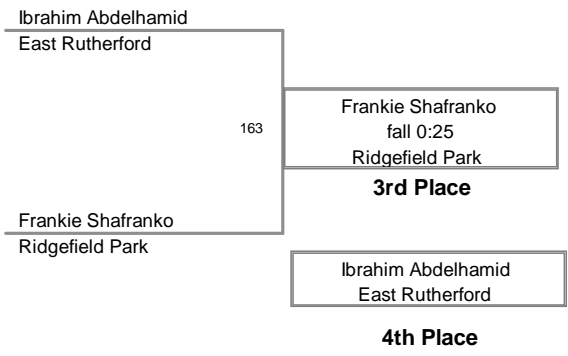 Ibrahim Abdelhamid
East Rutherford
163
Frankie Shafranko
fall 0:25
Ridgefield Park
3rd Place
Frankie Shafranko
Ridgefield Park
Ibrahim Abdelhamid
East Rutherford
4th Place